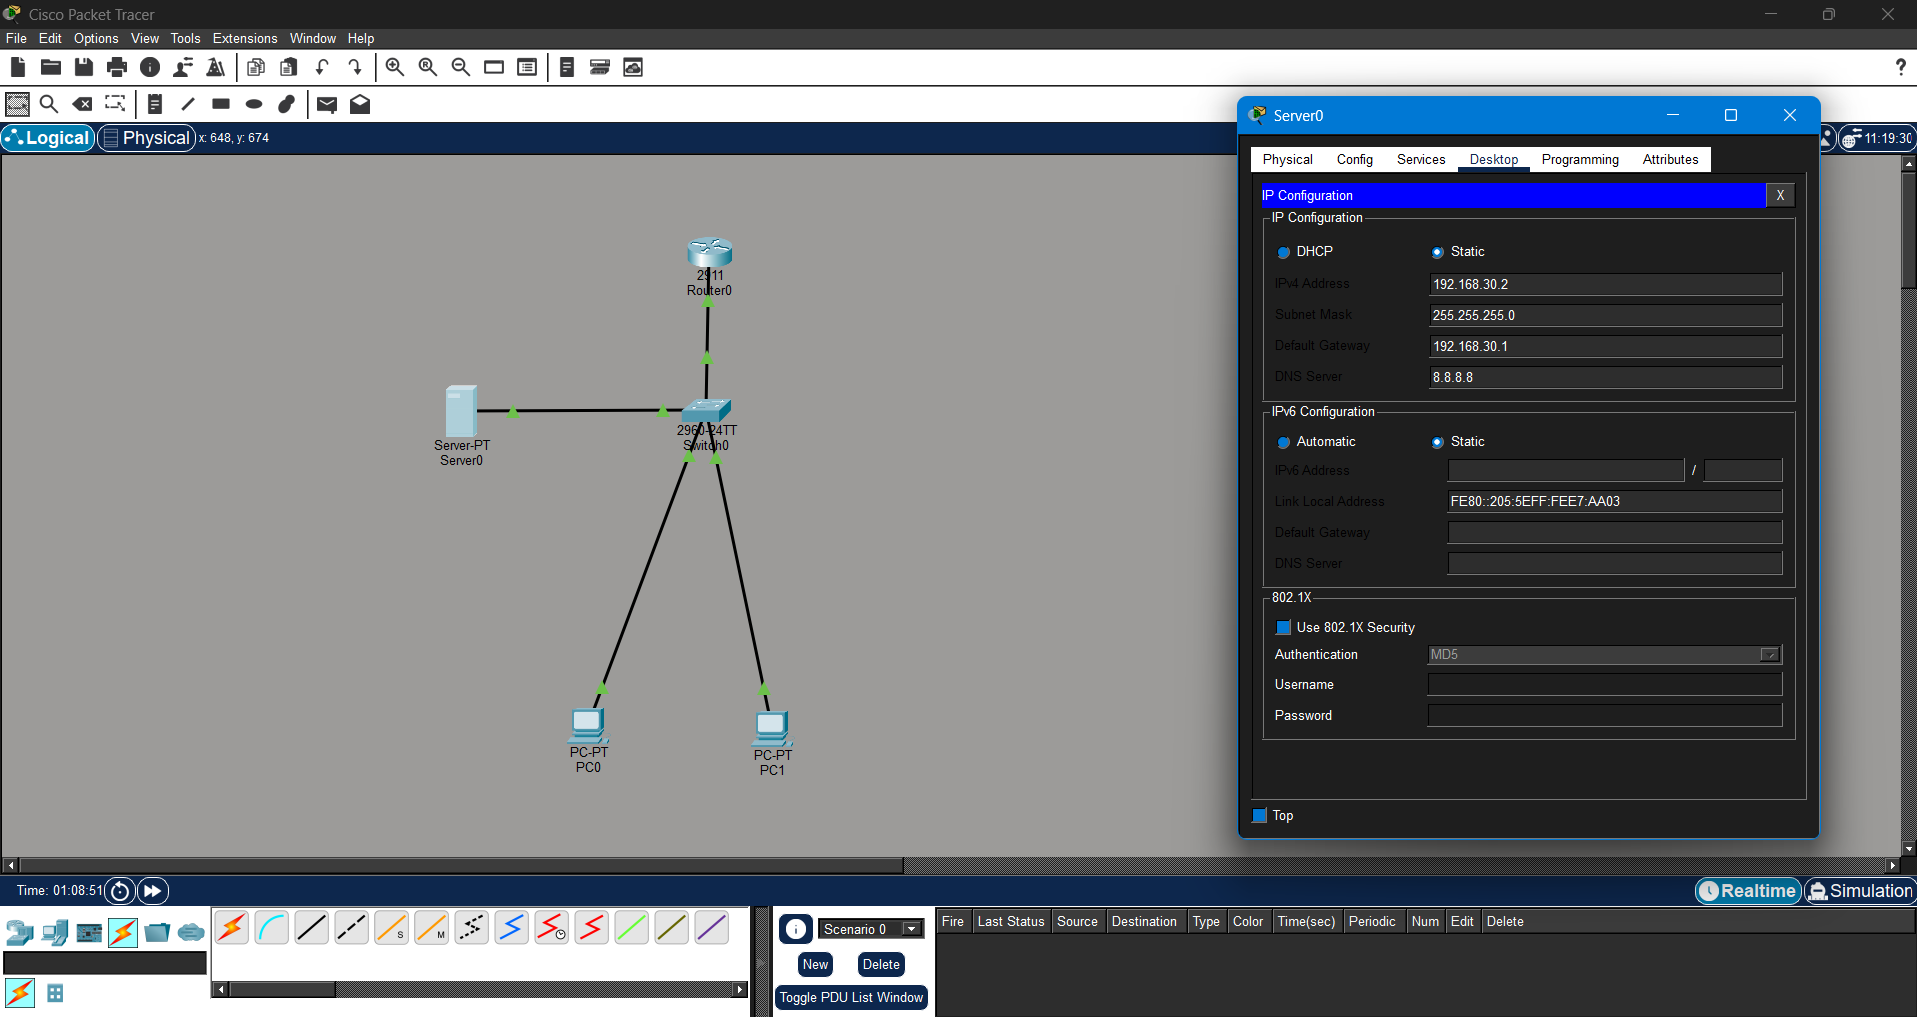 Cisco Packet Tracer
File Edit Options View Tools Extensions Window Help
?
Logical Physical x: 648, y: 674
11:19:30
2911
Router0
Server-PT
Server0
2960-24TT
Switch0
PC-PT
PC0
PC-PT
PC1
Server0
Physical Config Services Desktop Programming Attributes
IP Configuration X
IP Configuration
DHCP Static
IPv4 Address 192.168.30.2
Subnet Mask 255.255.255.0
Default Gateway 192.168.30.1
DNS Server 8.8.8.8
IPv6 Configuration
Automatic Static
IPv6 Address /
Link Local Address FE80::205:5EFF:FEE7:AA03
Default Gateway
DNS Server
802.1X
Use 802.1X Security
Authentication MD5
Username
Password
Top
Time: 01:08:51
Realtime Simulation
S M
Scenario 0
New Delete
Toggle PDU List Window
Fire Last Status Source Destination Type Color Time(sec) Periodic Num Edit Delete